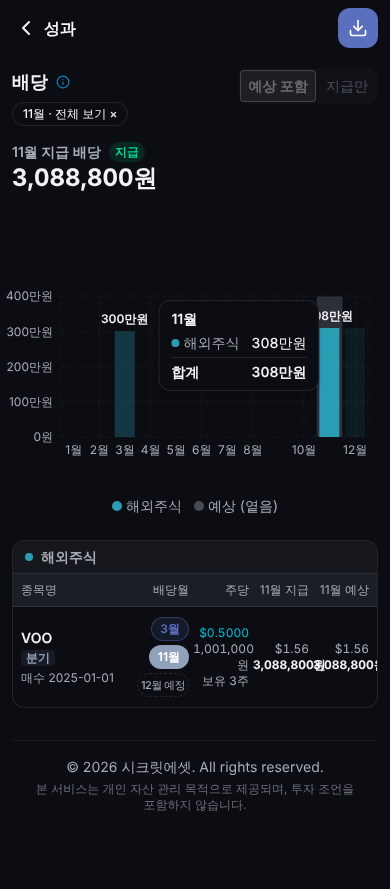 성과
배당
예상 포함 지급만
11월 · 전체 보기 ×
11월 지급 배당 지급
3,088,800원
400만원
300만원
200만원
100만원
0원
300만원
08만원
11월
해외주식 308만원
합계 308만원
1월 2월 3월 4월 5월 6월 7월 8월 10월 12월
해외주식 예상 (옅음)
해외주식
종목명 배당월 주당 11월 지급 11월 예상
VOO
분기
매수 2025-01-01
3월
11월
12월 예정
$0.5000
1,001,000
원
보유 3주
$1.56
3,088,800
$1.56
3,088,800
© 2026 시크릿에셋. All rights reserved.
본 서비스는 개인 자산 관리 목적으로 제공되며, 투자 조언을
포함하지 않습니다.